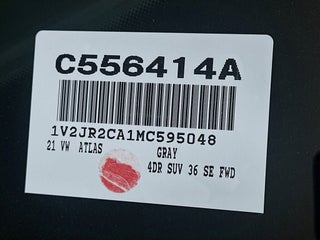 C556414A
1V2JR2CA1MC595048
21 VW ATLAS GRAY
4DR SUV 36 SE FWD